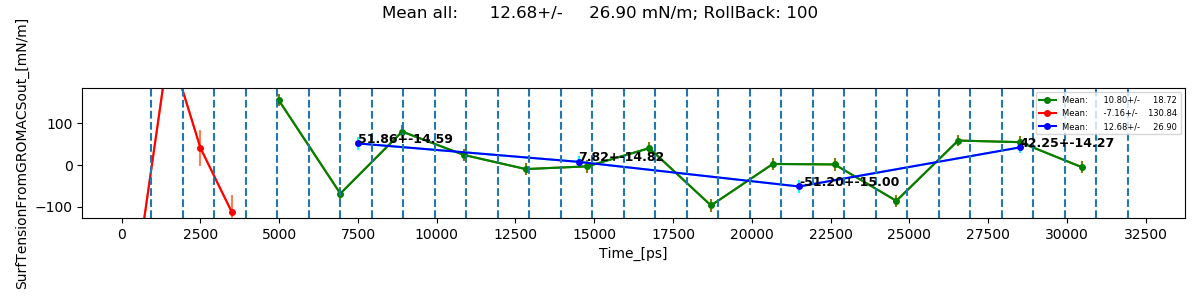 Mean all:      12.68+/-     26.90 mN/m; RollBack: 100
SurfTensionFromGROMACSout_[mN/m]
100
0
−100
51.86+-14.59
7.82+-14.82
-51.20+-15.00
42.25+-14.27
Mean:      10.80+/-     18.72
Mean:      -7.16+/-    130.84
Mean:      12.68+/-     26.90
0 2500 5000 7500 10000 12500 15000 17500 20000 22500 25000 27500 30000 32500
Time_[ps]